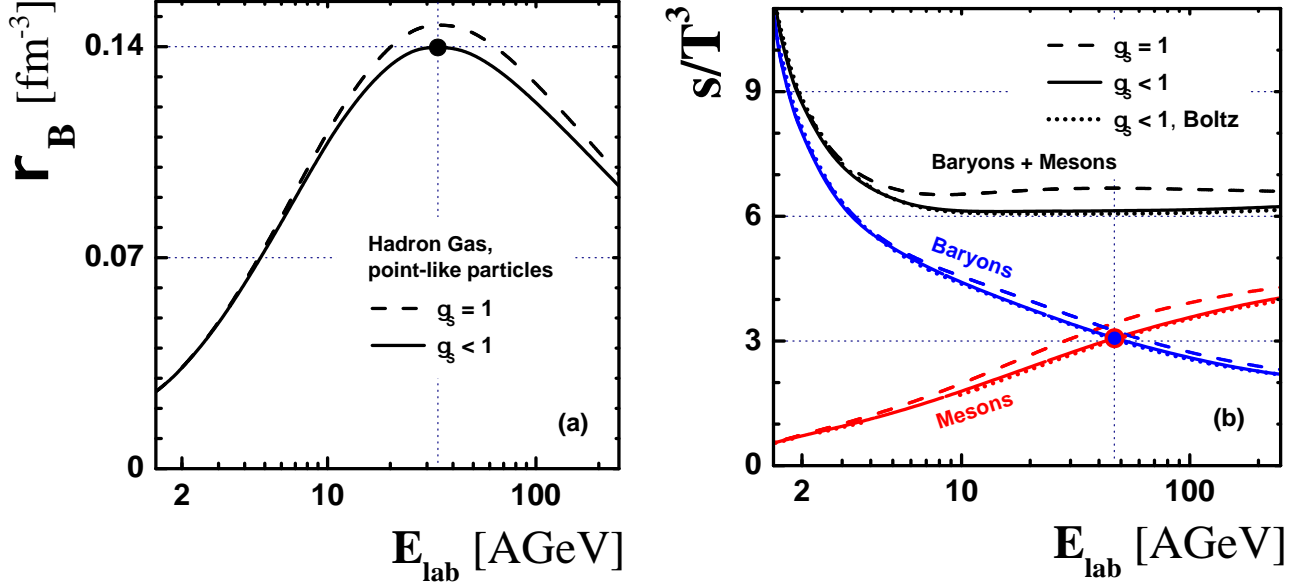 r_B [fm^-3]
0.14
0.07
0
Hadron Gas,
point-like particles
g_s = 1
g_s < 1
(a)
2 10 100
E_lab [AGeV]
s/T^3
9
6
3
0
g_s = 1
g_s < 1
g_s < 1, Boltz
Baryons + Mesons
Baryons
Mesons
(b)
2 10 100
E_lab [AGeV]